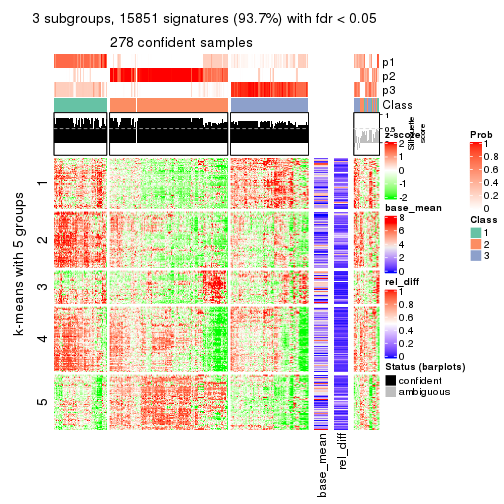 3 subgroups, 15851 signatures (93.7%) with fdr < 0.05
278 confident samples
p1
p2
p3
Class
1
0.5
0
Silhouette
score
k-means with 5 groups
1
2
3
4
5
base_mean
rel_diff
z-score
2
1
0
-1
-2
base_mean
8
6
4
2
0
rel_diff
1
0.8
0.6
0.4
0.2
0
Status (barplots)
confident
ambiguous
Prob
1
0.8
0.6
0.4
0.2
0
Class
1
2
3